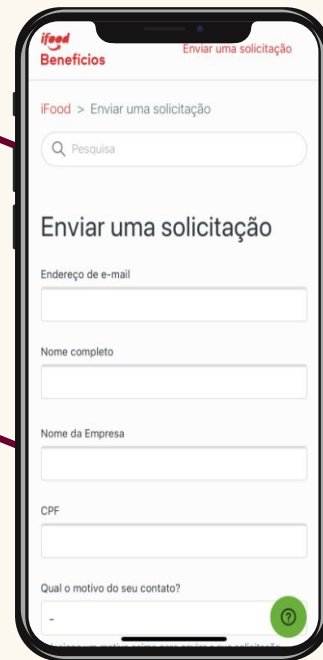 ifood
Benefícios
Enviar uma solicitação
iFood > Enviar uma solicitação
Pesquisa
Enviar uma solicitação
Endereço de e-mail
Nome completo
Nome da Empresa
CPF
Qual o motivo do seu contato?
-